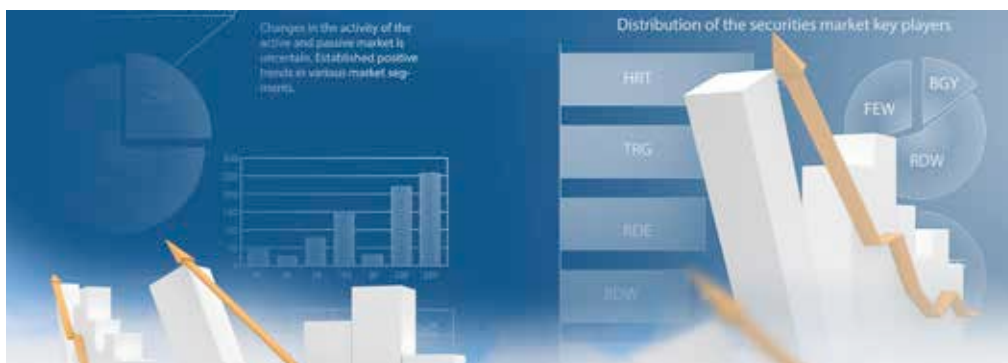 Changes in the activity of the
active and passive market is
uncertain. Established positive
trends in various market seg-
ments.
Distribution of the securities market key players
HRT
TRG
RDE
RDW
BGY
FEW
RDW